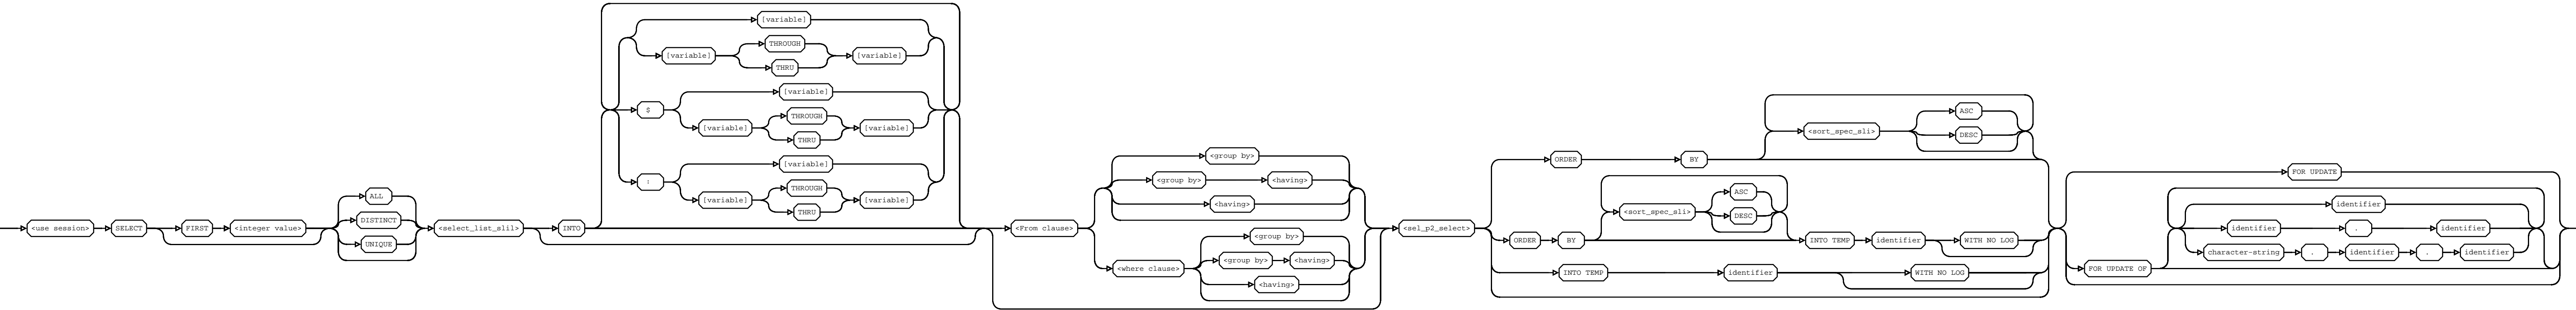 <use session>
SELECT
FIRST
<integer value>
ALL
DISTINCT
UNIQUE
<select_list_slil>
INTO
[variable]
[variable]
THROUGH
THRU
[variable]
$
[variable]
[variable]
THROUGH
THRU
[variable]
:
[variable]
[variable]
THROUGH
THRU
[variable]
<From clause>
<group by>
<group by>
<having>
<having>
<where clause>
<group by>
<group by>
<having>
<having>
<sel_p2_select>
ORDER
BY
<sort_spec_sli>
ASC
DESC
ORDER
BY
<sort_spec_sli>
ASC
DESC
INTO TEMP
identifier
WITH NO LOG
INTO TEMP
identifier
WITH NO LOG
FOR UPDATE
FOR UPDATE OF
identifier
identifier
.
identifier
character-string
.
identifier
.
identifier